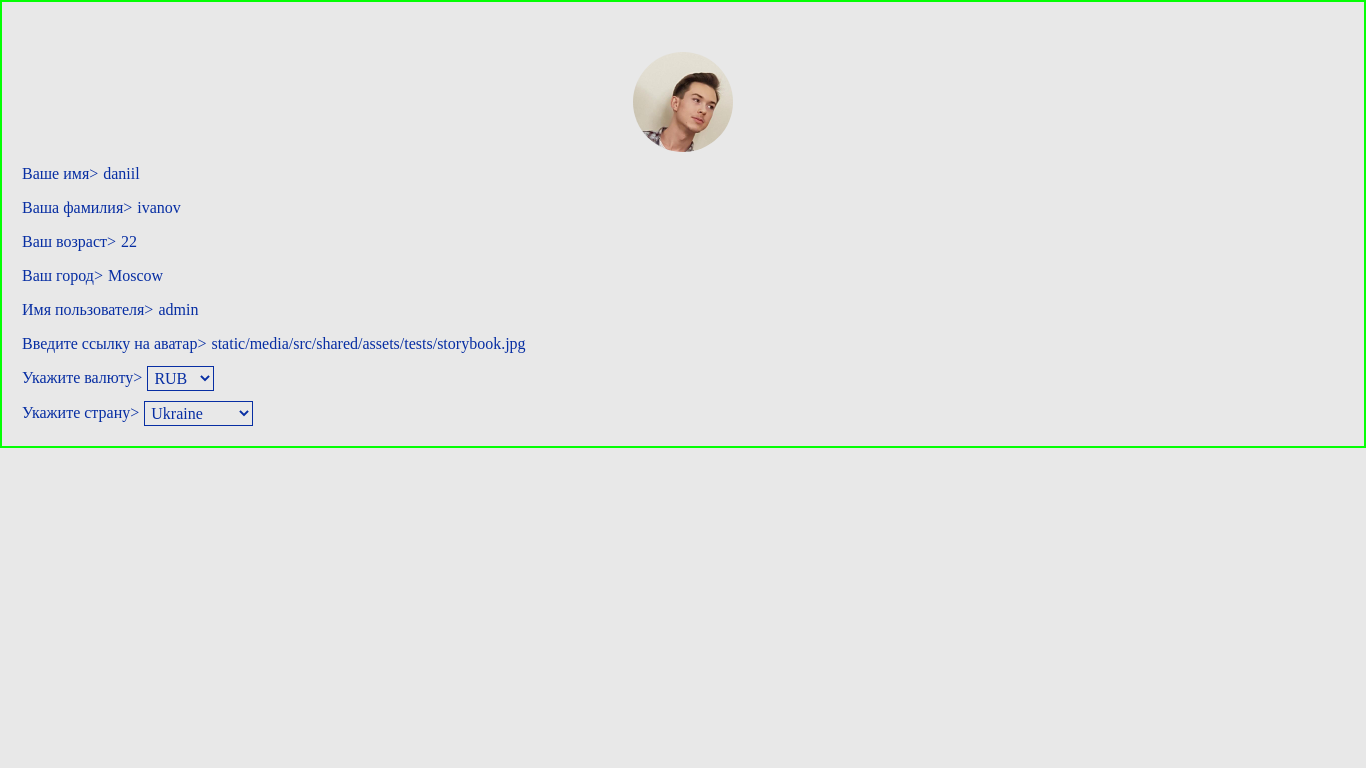 Ваше имя> daniil
Ваша фамилия> ivanov
Ваш возраст> 22
Ваш город> Moscow
Имя пользователя> admin
Введите ссылку на аватар> static/media/src/shared/assets/tests/storybook.jpg
Укажите валюту> RUB
Укажите страну> Ukraine